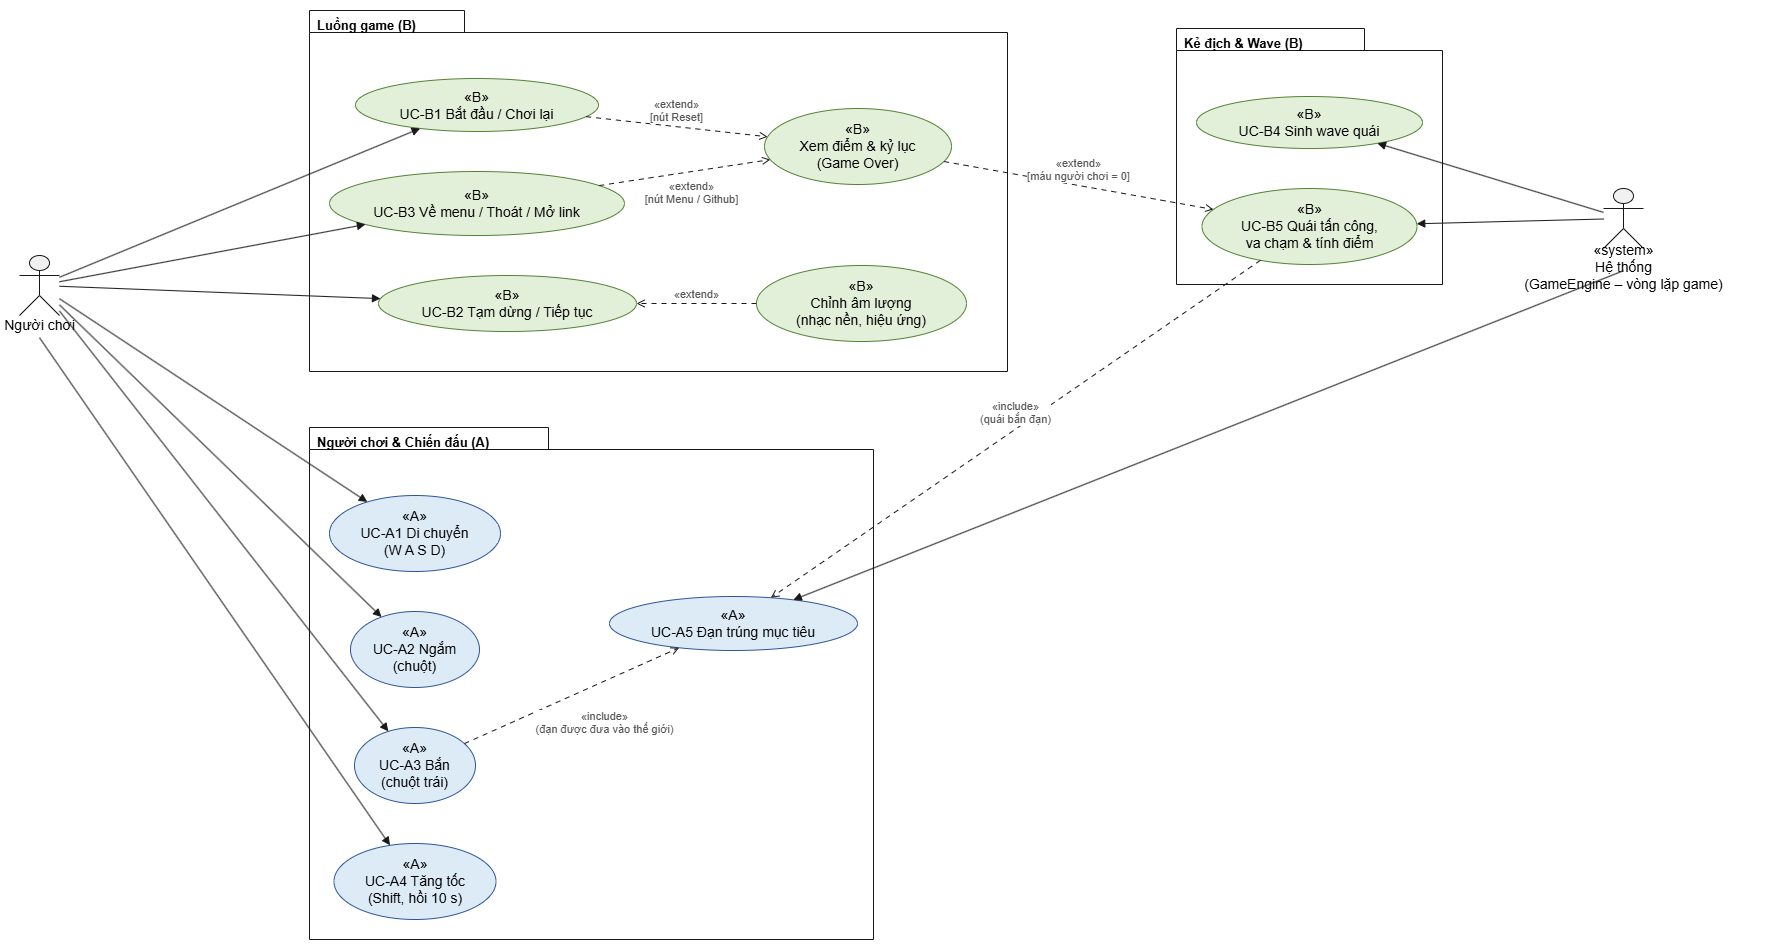 Luồng game (B)
«B»
UC-B1 Bắt đầu / Chơi lại
«extend»
[nút Reset]
«B»
Xem điểm & kỷ lục
(Game Over)
«B»
UC-B3 Về menu / Thoát / Mở link
«extend»
[nút Menu / Github]
«B»
UC-B2 Tạm dừng / Tiếp tục
«extend»
«B»
Chỉnh âm lượng
(nhạc nền, hiệu ứng)
Kẻ địch & Wave (B)
«B»
UC-B4 Sinh wave quái
«extend»
[máu người chơi = 0]
«B»
UC-B5 Quái tấn công,
va chạm & tính điểm
«system»
Hệ thống
(GameEngine – vòng lặp game)
Người chơi
«include»
(quái bắn đạn)
Người chơi & Chiến đấu (A)
«A»
UC-A1 Di chuyển
(W A S D)
«A»
UC-A2 Ngắm
(chuột)
«A»
UC-A5 Đạn trúng mục tiêu
«include»
(đạn được đưa vào thế giới)
«A»
UC-A3 Bắn
(chuột trái)
«A»
UC-A4 Tăng tốc
(Shift, hồi 10 s)